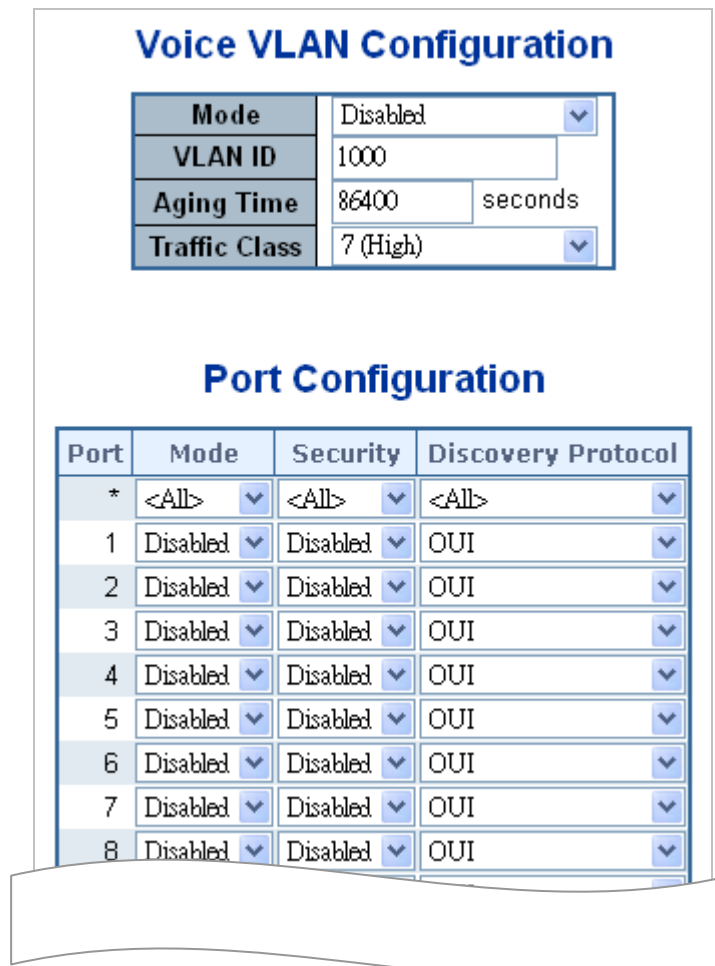 Voice VLAN Configuration
Mode Disabled
VLAN ID 1000
Aging Time 86400 seconds
Traffic Class 7 (High)
Port Configuration
Port Mode Security Discovery Protocol
* <All> <All> <All>
1 Disabled Disabled OUI
2 Disabled Disabled OUI
3 Disabled Disabled OUI
4 Disabled Disabled OUI
5 Disabled Disabled OUI
6 Disabled Disabled OUI
7 Disabled Disabled OUI
8 Disabled Disabled OUI